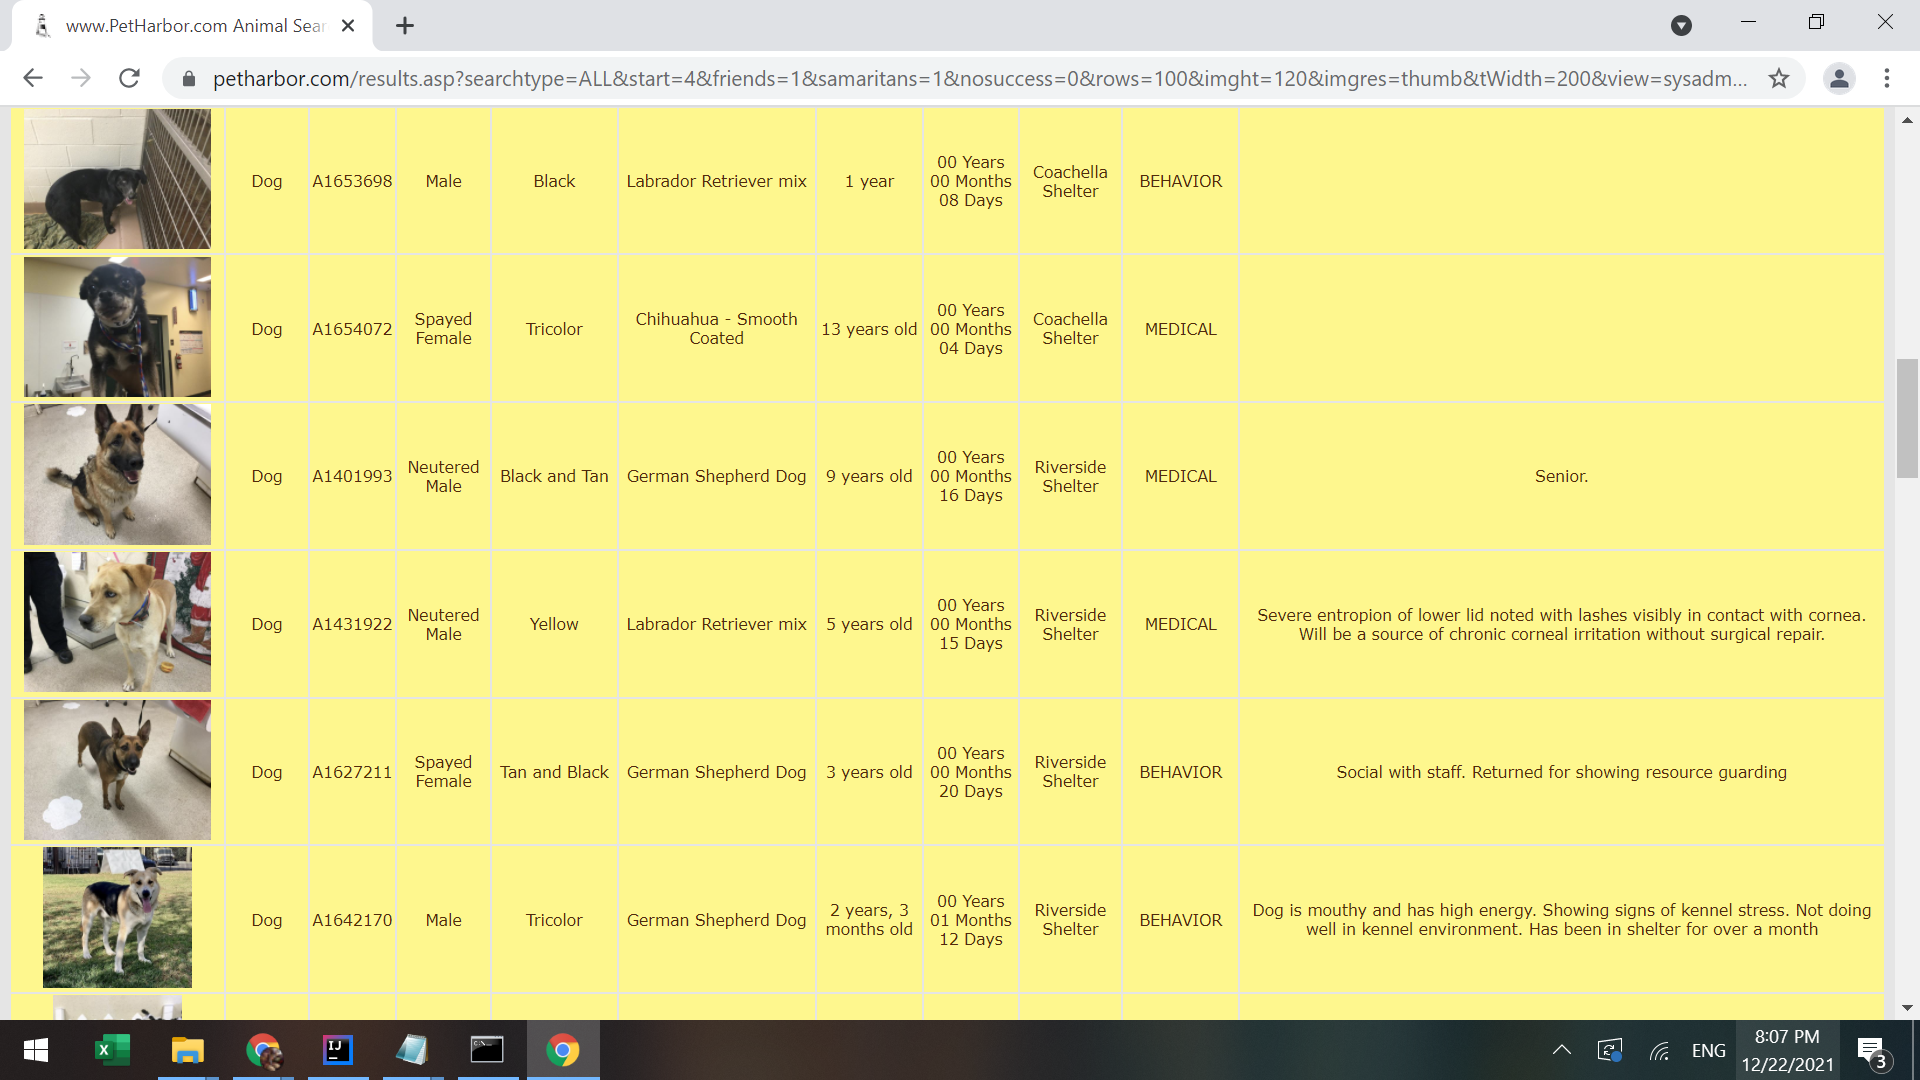 www.PetHarbor.com Animal Sear
petharbor.com/results.asp?searchtype=ALL&start=4&friends=1&samaritans=1&nosuccess=0&rows=100&imght=120&imgres=thumb&tWidth=200&view=sysadm...
Dog
A1653698
Male
Black
Labrador Retriever mix
1 year
00 Years
00 Months
08 Days
Coachella
Shelter
BEHAVIOR
Dog
A1654072
Spayed
Female
Tricolor
Chihuahua - Smooth
Coated
13 years old
00 Years
00 Months
04 Days
Coachella
Shelter
MEDICAL
Dog
A1401993
Neutered
Male
Black and Tan
German Shepherd Dog
9 years old
00 Years
00 Months
16 Days
Riverside
Shelter
MEDICAL
Senior.
Dog
A1431922
Neutered
Male
Yellow
Labrador Retriever mix
5 years old
00 Years
00 Months
15 Days
Riverside
Shelter
MEDICAL
Severe entropion of lower lid noted with lashes visibly in contact with cornea.
Will be a source of chronic corneal irritation without surgical repair.
Dog
A1627211
Spayed
Female
Tan and Black
German Shepherd Dog
3 years old
00 Years
00 Months
20 Days
Riverside
Shelter
BEHAVIOR
Social with staff. Returned for showing resource guarding
Dog
A1642170
Male
Tricolor
German Shepherd Dog
2 years, 3
months old
00 Years
01 Months
12 Days
Riverside
Shelter
BEHAVIOR
Dog is mouthy and has high energy. Showing signs of kennel stress. Not doing
well in kennel environment. Has been in shelter for over a month
ENG
8:07 PM
12/22/2021
3